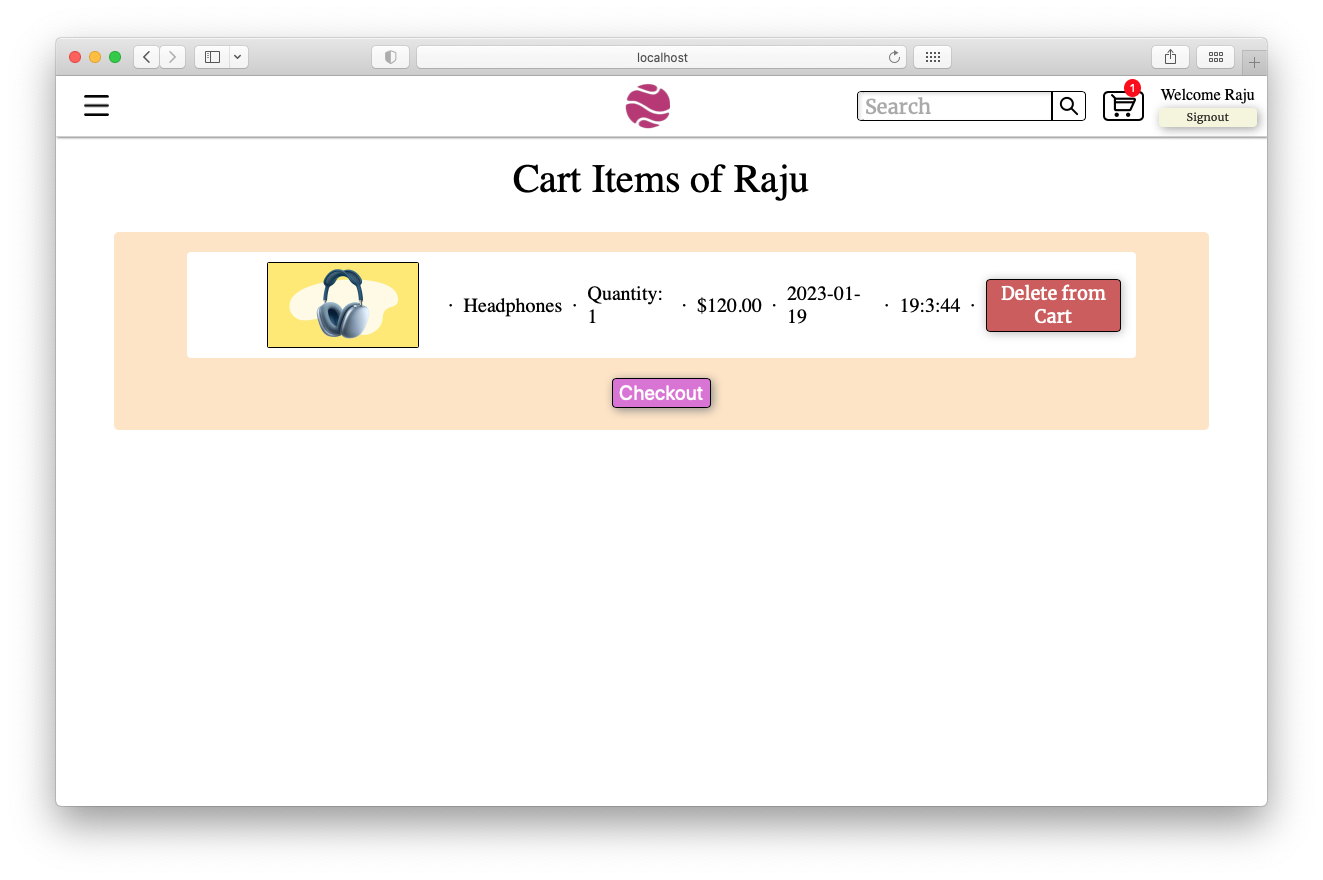 localhost
Search
1
Welcome Raju
Signout
Cart Items of Raju
· Headphones · Quantity: 1 · $120.00 · 2023-01-19 · 19:3:44 ·
Delete from
Cart
Checkout